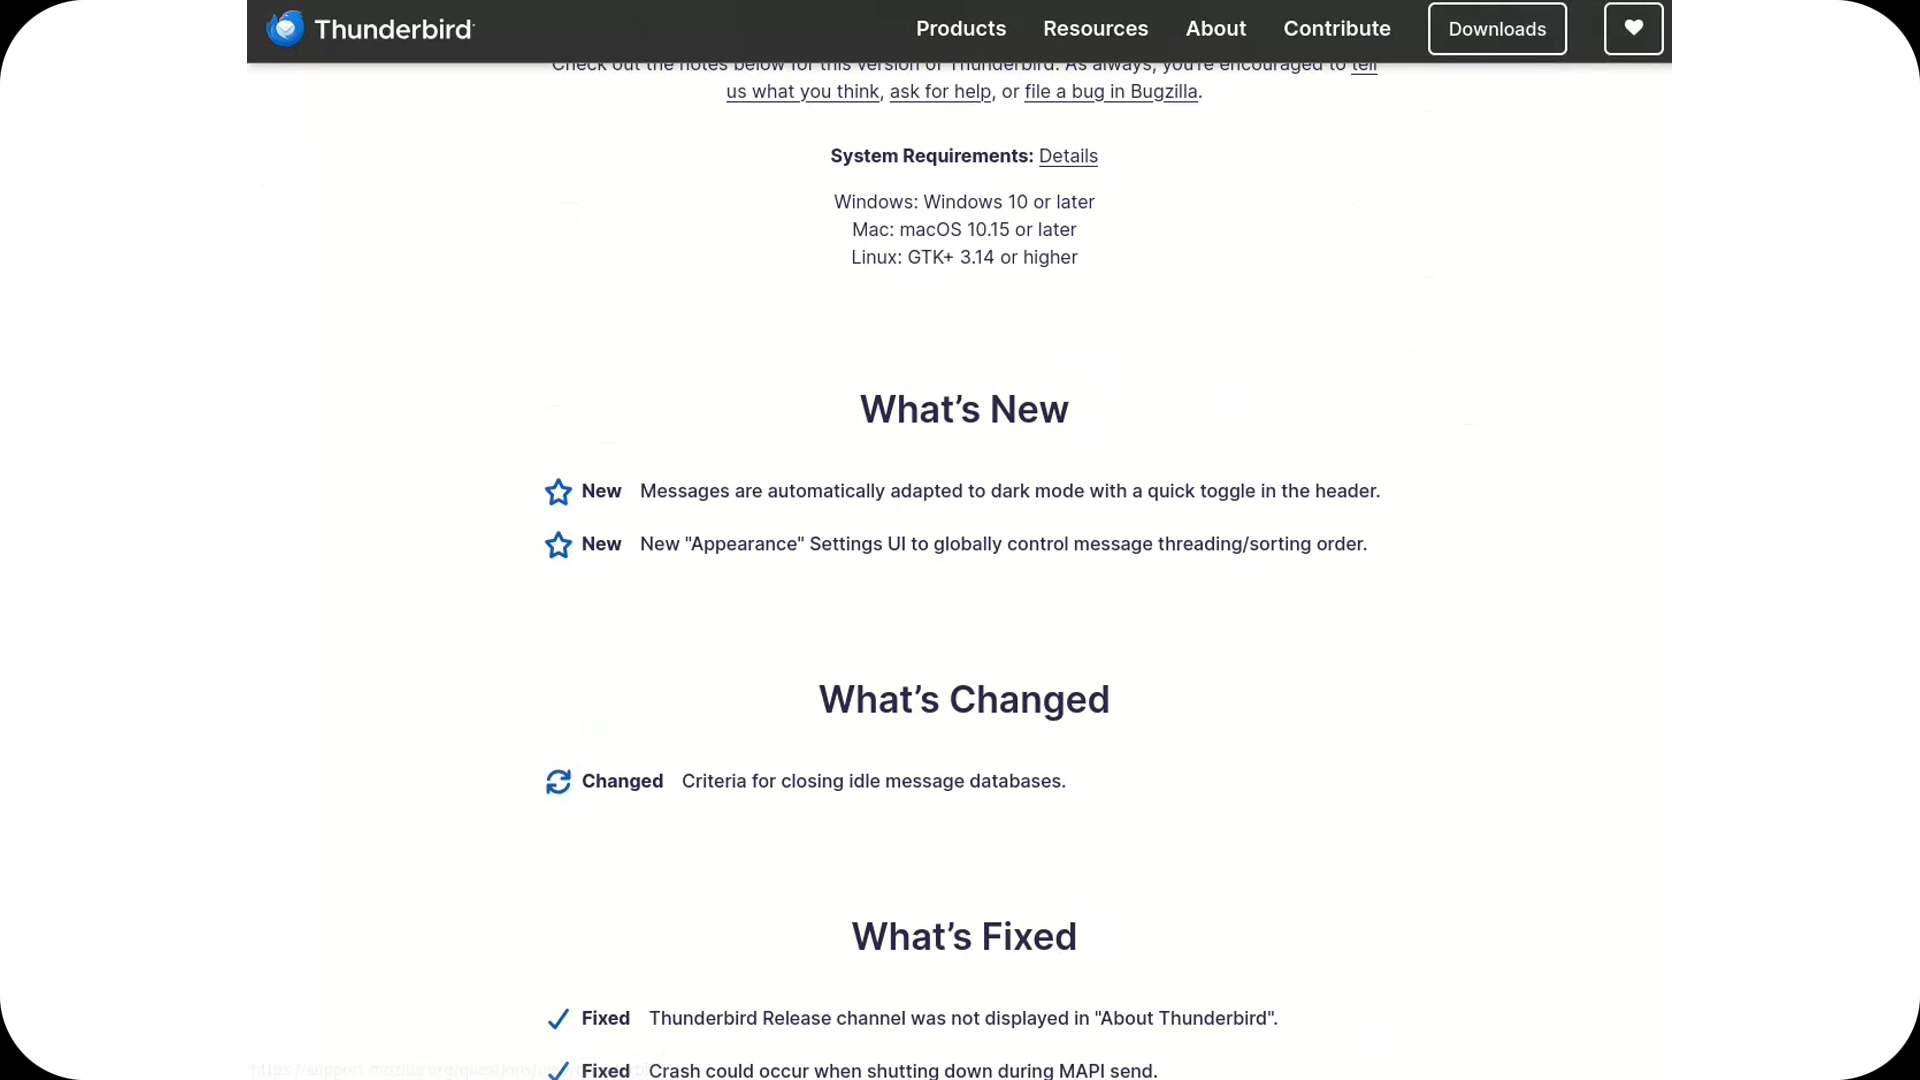 Thunderbird
Products
Resources
About
Contribute
Downloads
Check out the notes below for this version of Thunderbird. As always, you're encouraged to tell
us what you think, ask for help, or file a bug in Bugzilla.
System Requirements: Details
Windows: Windows 10 or later
Mac: macOS 10.15 or later
Linux: GTK+ 3.14 or higher
What’s New
New Messages are automatically adapted to dark mode with a quick toggle in the header.
New New "Appearance" Settings UI to globally control message threading/sorting order.
What’s Changed
Changed Criteria for closing idle message databases.
What’s Fixed
Fixed Thunderbird Release channel was not displayed in "About Thunderbird".
Fixed Crash could occur when shutting down during MAPI send.